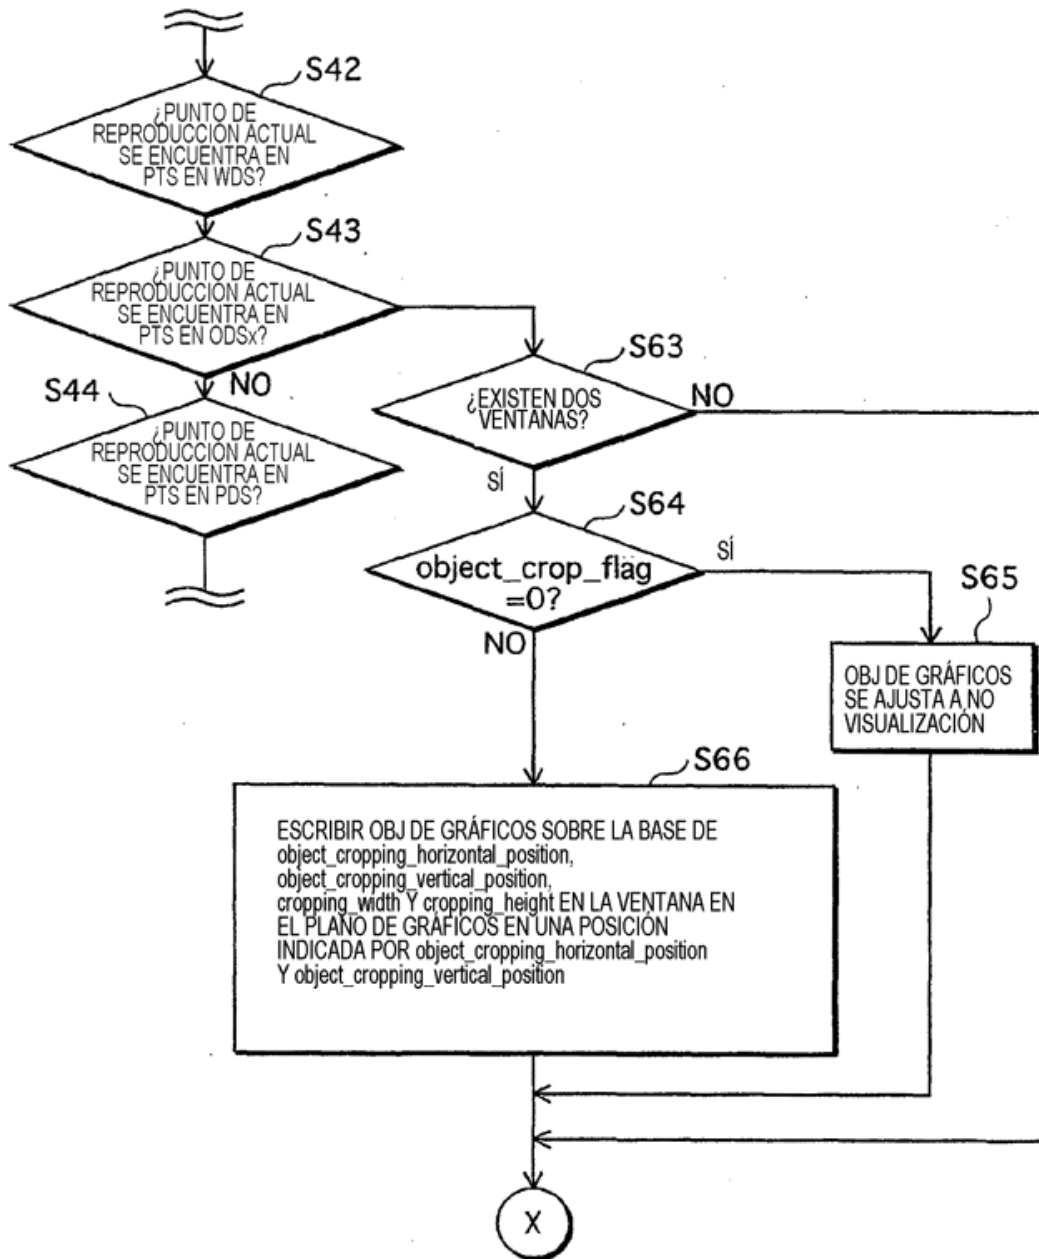 S42
¿PUNTO DE
REPRODUCCIÓN ACTUAL
SE ENCUENTRA EN
PTS EN WDS?
S43
¿PUNTO DE
REPRODUCCIÓN ACTUAL
SE ENCUENTRA EN
PTS EN ODSx?
NO
S44
¿PUNTO DE
REPRODUCCIÓN ACTUAL
SE ENCUENTRA EN
PTS EN PDS?
S63
¿EXISTEN DOS
VENTANAS?
NO
SÍ
S64
object_crop_flag
=0?
SÍ
NO
S65
OBJ DE GRÁFICOS
SE AJUSTA A NO
VISUALIZACIÓN
S66
ESCRIBIR OBJ DE GRÁFICOS SOBRE LA BASE DE
object_cropping_horizontal_position,
object_cropping_vertical_position,
cropping_width Y cropping_height EN LA VENTANA EN
EL PLANO DE GRÁFICOS EN UNA POSICIÓN
INDICADA POR object_cropping_horizontal_position
Y object_cropping_vertical_position
X